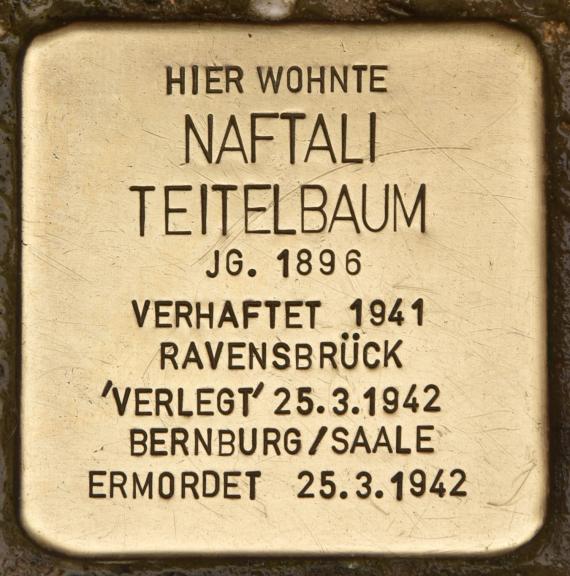 HIER WOHNTE
NAFTALI
TEITELBAUM
JG. 1896
VERHAFTET 1941
RAVENSBRÜCK
'VERLEGT' 25.3.1942
BERNBURG/SAALE
ERMORDET 25.3.1942